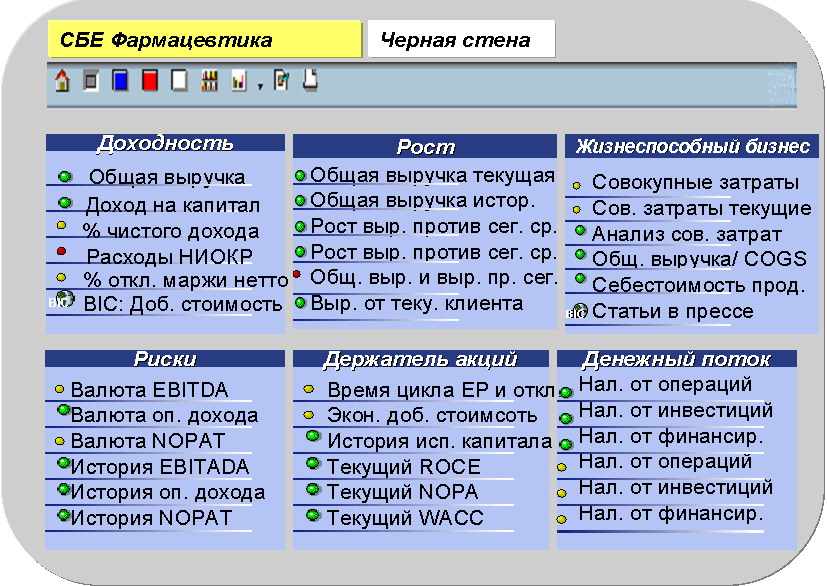 СБЕ Фармацевтика
Черная стена
Доходность
Общая выручка
Доход на капитал
% чистого дохода
Расходы НИОКР
% откл. маржи нетто
BIC: Доб. стоимость
BIC
Рост
Общая выручка текущая
Общая выручка истор.
Рост выр. против сег. ср.
Рост выр. против сег. ср.
Общ. выр. и выр. пр. сег.
Выр. от теку. клиента
Жизнеспособный бизнес
Совокупные затраты
Сов. затраты текущие
Анализ сов. затрат
Общ. выручка/ COGS
Себестоимость прод.
BIC
Статьи в прессе
Риски
Валюта EBITDA
Валюта оп. дохода
Валюта NOPAT
История EBITADA
История оп. дохода
История NOPAT
Держатель акций
Время цикла EP и откл.
Экон. доб. стоимсоть
История исп. капитала
Текущий ROCE
Текущий NOPA
Текущий WACC
Денежный поток
Нал. от операций
Нал. от инвестиций
Нал. от финансир.
Нал. от операций
Нал. от инвестиций
Нал. от финансир.